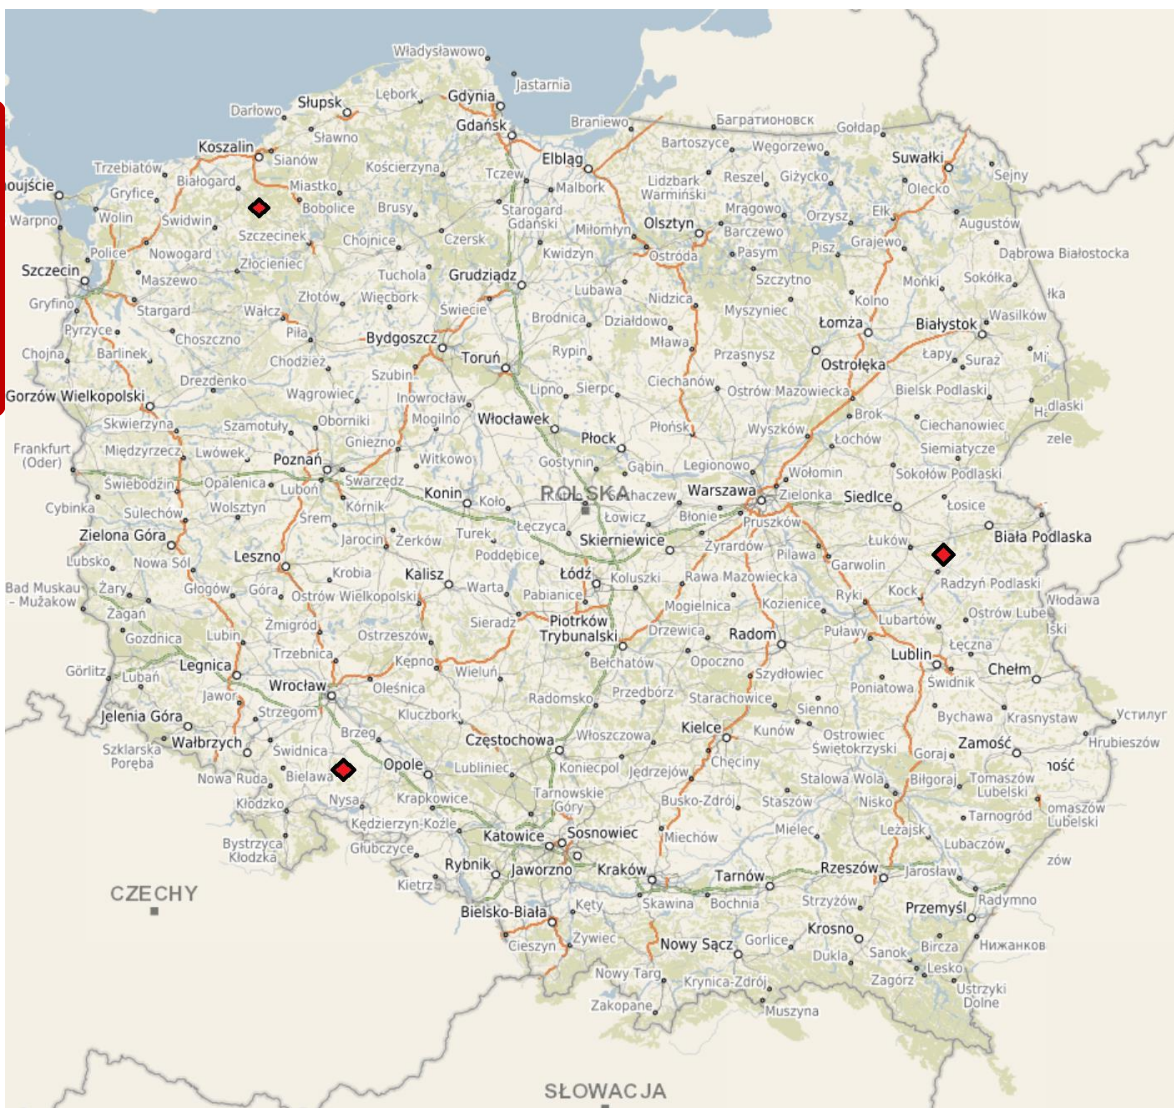 Władysławowo
Jastarnia
Lębork
Gdynia
Darłowo
Słupsk
Gdańsk
Braniewo
Багратионовск
Gołdap
Sławno
Koszalin
Sianów
Bartoszyce
Węgorzewo
Elbląg
Suwałki
Trzebiatów
Kościerzyna
Tczew
Białogard
Miastko
Malbork
Lidzbark
Warmiński
Reszel
Giżycko
Olecko
Sejny
Gryfice
Wolin
Świdwin
Bobolice
Brusy
Starogard
Gdański
Mrągowo
Orzysz
Ełk
Warpno
Police
Szczecinek
Chojnice
Czersk
Miłomłyn
Olsztyn
Barczewo
Augustów
Nowogard
Kwidzyn
Ostróda
Pasym
Pisz
Grajewo
Dąbrowa Białostocka
Szczecin
Maszewo
Złocieniec
Tuchola
Grudziądz
Szczytno
Mońki
Sokółka
Gryfino
Stargard
Złotów
Więcbork
Świecie
Lubawa
Nidzica
Myszyniec
Kolno
Wasilków
Pyrzyce
Wałcz
Piła
Brodnica
Działdowo
Łomża
Białystok
Choszczno
Bydgoszcz
Toruń
Rypin
Mława
Przasnysz
Ostrołęka
Łapy
Suraż
Chojna
Barlinek
Chodzież
Szubin
Drezdenko
Wągrowiec
Inowrocław
Lipno
Sierpc
Ciechanów
Ostrów Mazowiecka
Bielsk Podlaski
Gorzów Wielkopolski
Mogilno
Włocławek
Brok
Skwierzyna
Szamotuły
Oborniki
Gniezno
Płock
Płońsk
Wyszków
Łochów
Ciechanowiec
Frankfurt
(Oder)
Międzyrzecz
Lwówek
Poznań
Witkowo
Gostynin
Gąbin
Legionowo
Wołomin
Siemiatycze
Sokołów Podlaski
Świebodzin
Opalenica
Luboń
Swarzędz
Konin
Koło
POLSKA
Warszawa
Zielonka
Siedlce
Łosice
Cybinka
Sulechów
Wolsztyn
Kórnik
Śrem
Łowicz
Błonie
Pruszków
Zielona Góra
Jarocin
Żerków
Turek
Łęczyca
Skierniewice
Biała Podlaska
Lubsko
Nowa Sól
Leszno
Krobia
Poddębice
Żyrardów
Pilawa
Łuków
Bad Muskau
- Mužakow
Żary
Głogów
Góra
Kalisz
Warta
Łódź
Koluszki
Rawa Mazowiecka
Garwolin
Radzyń Podlaski
Żagań
Ostrów Wielkopolski
Pabianice
Mogielnica
Kozienice
Ryki
Kock
Włodawa
Gozdnica
Lubin
Żmigród
Sieradz
Piotrków
Trybunalski
Drzewica
Radom
Puławy
Lubartów
Görlitz
Lubań
Legnica
Trzebnica
Ostrzeszów
Kępno
Wieluń
Bełchatów
Opoczno
Szydłowiec
Lublin
Łęczna
Chełm
Świdnik
Jawor
Wrocław
Oleśnica
Radomsko
Przedbórz
Starachowice
Poniatowa
Jelenia Góra
Strzegom
Kluczbork
Sienno
Bychawa
Krasnystaw
Устилуг
Szklarska
Poręba
Wałbrzych
Świdnica
Brzeg
Częstochowa
Włoszczowa
Kielce
Kunów
Ostrowiec
Świętokrzyski
Goraj
Zamość
Hrubieszów
Nowa Ruda
Bielawa
Opole
Lubliniec
Koniecpol
Jędrzejów
Chęciny
Stalowa Wola
Biłgoraj
Tomaszów
Lubelski
Kłodzko
Nysa
Krapkowice
Tarnowskie
Góry
Busko-Zdrój
Staszów
Nisko
Tarnogród
Bystrzyca
Kłodzka
Kędzierzyn-Koźle
Głubczyce
Katowice
Sosnowiec
Miechów
Mielec
Leżajsk
Lubaczów
Rybnik
Jaworzno
Kraków
Tarnów
Rzeszów
Jarosław
CZECHY
Kietrz
Skawina
Bochnia
Strzyżów
Radymno
Bielsko-Biała
Kęty
Przemyśl
Cieszyn
Żywiec
Nowy Sącz
Gorlice
Krosno
Bircza
Нижанков
Nowy Targ
Krynica-Zdrój
Dukla
Sanok
Lesko
Zagórz
Ustrzyki
Dolne
Zakopane
Muszyna
SŁOWACJA